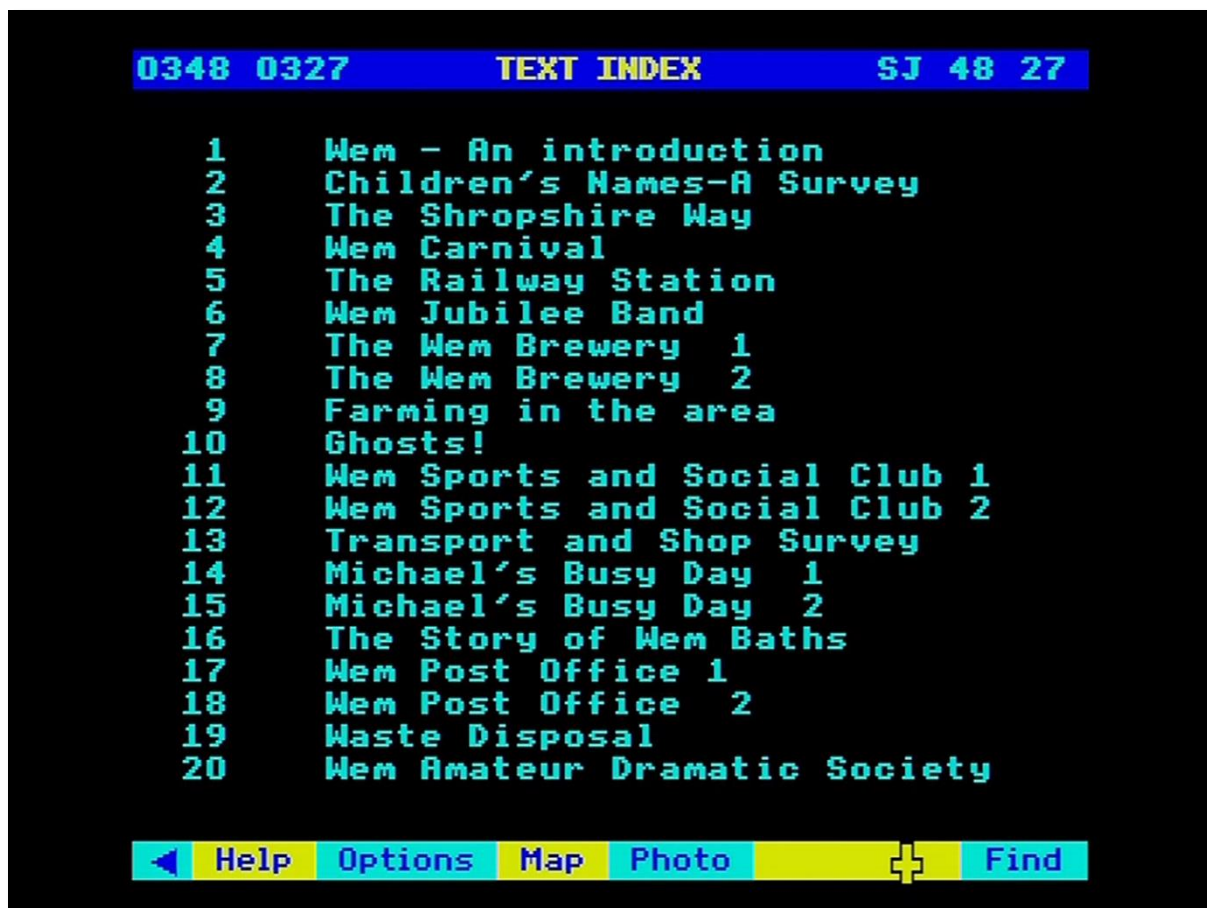 0348 0327 TEXT INDEX SJ 48 27
1 Wem - An introduction
2 Children's Names-A Survey
3 The Shropshire Way
4 Wem Carnival
5 The Railway Station
6 Wem Jubilee Band
7 The Wem Brewery 1
8 The Wem Brewery 2
9 Farming in the area
10 Ghosts!
11 Wem Sports and Social Club 1
12 Wem Sports and Social Club 2
13 Transport and Shop Survey
14 Michael's Busy Day 1
15 Michael's Busy Day 2
16 The Story of Wem Baths
17 Wem Post Office 1
18 Wem Post Office 2
19 Waste Disposal
20 Wem Amateur Dramatic Society
Help Options Map Photo Find